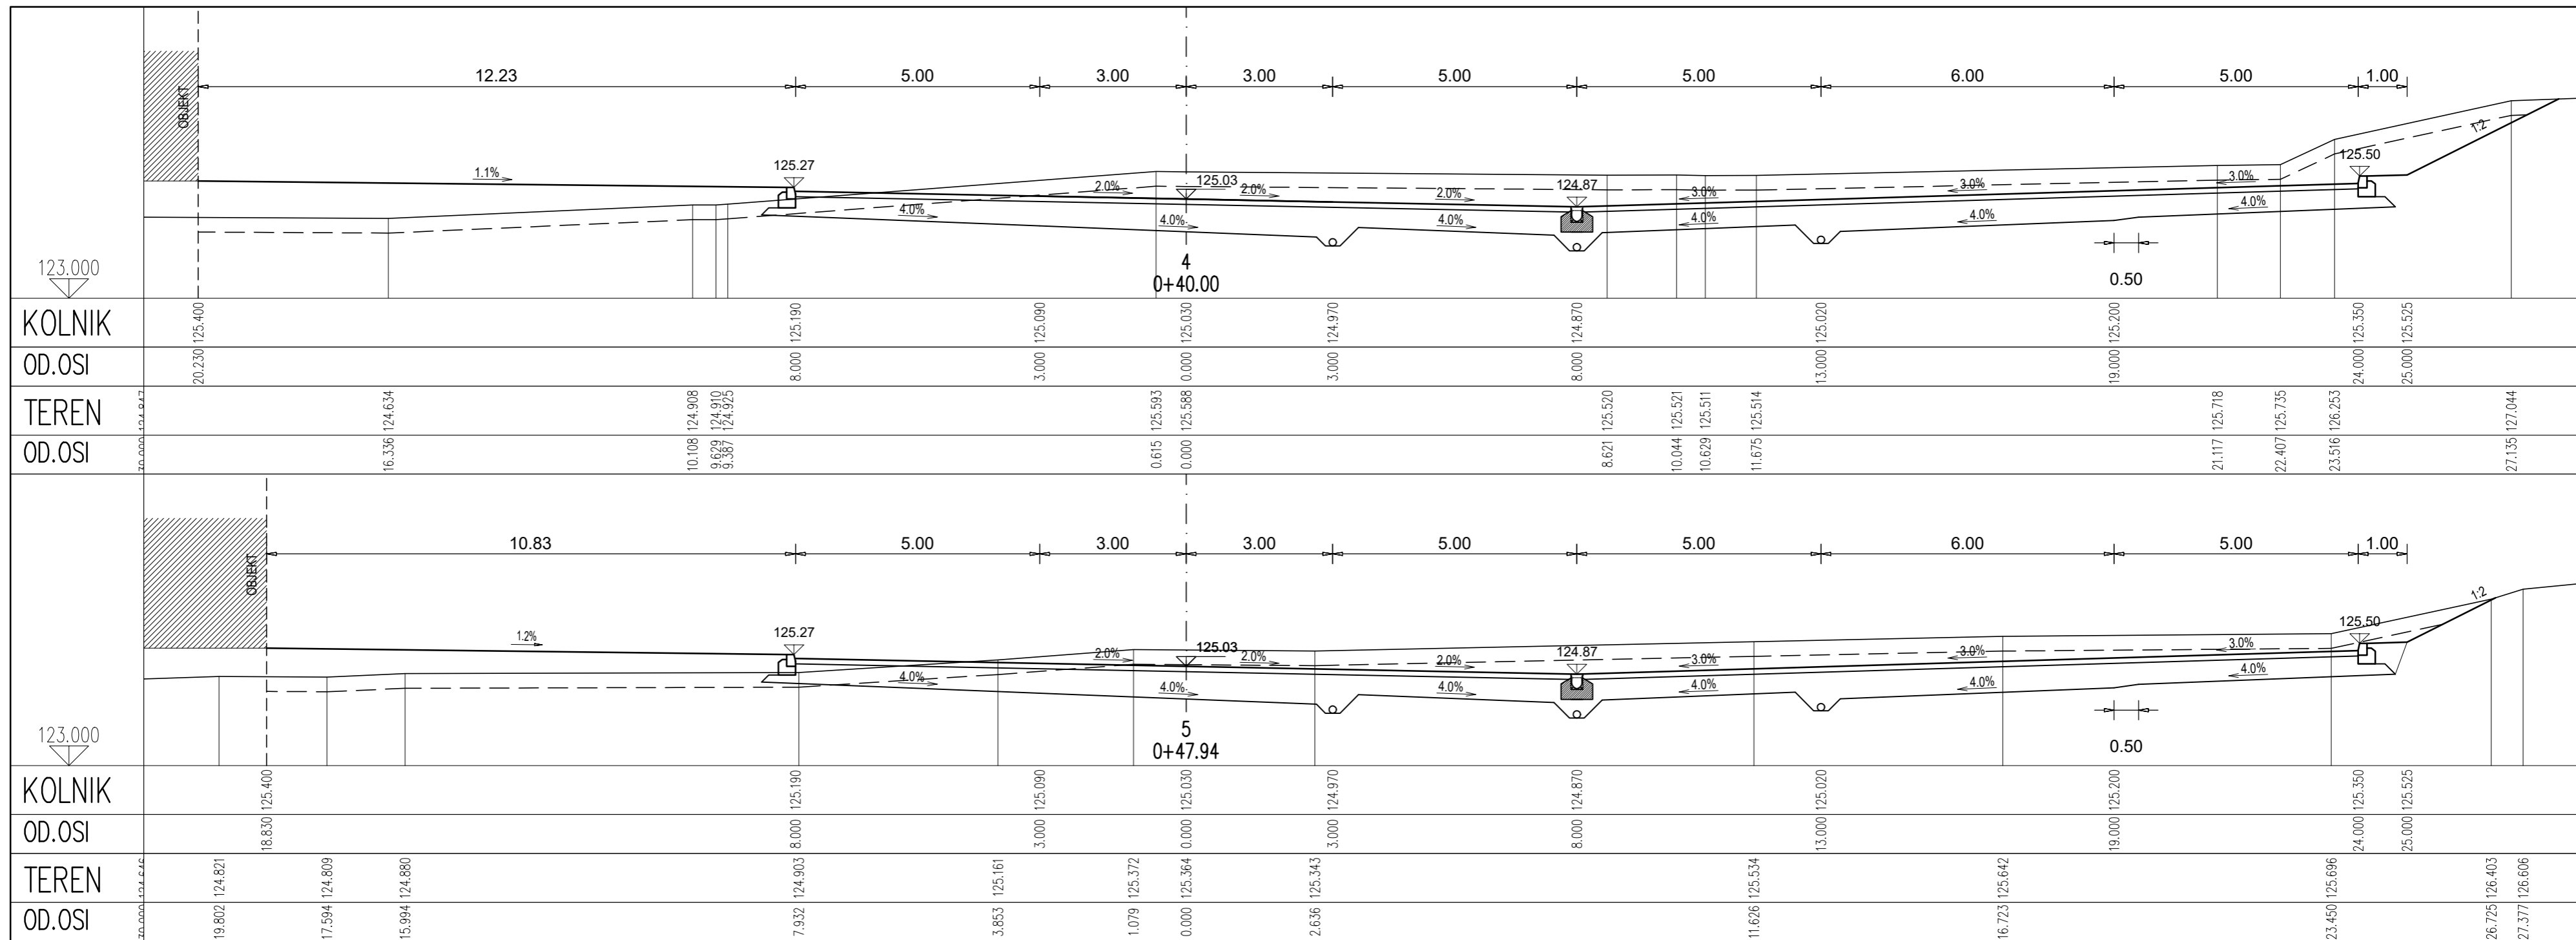 12.23 5.00 3.00 3.00 5.00 5.00 6.00 5.00 1.00
OBJEKT
1.1% 125.27 2.0% 125.03 2.0% 2.0% 124.87 3.0% 3.0% 3.0% 125.50 1:2
4.0% 4.0% 4.0% 4.0% 4.0% 4.0%
123.000
4
0+40.00
0.50
KOLNIK 125.400 125.190 125.090 125.030 124.970 124.870 125.020 125.200 125.350 125.525
OD.OSI 20.230 8.000 3.000 0.000 3.000 8.000 13.000 19.000 24.000 25.000
TEREN 124.847 124.634 124.908 124.910 124.925 125.593 125.588 125.520 125.521 125.511 125.514 125.718 125.735 126.253 127.044
OD.OSI 30.000 16.336 10.108 9.629 9.387 0.615 0.000 8.621 10.044 10.629 11.675 21.117 22.407 23.516 27.135
10.83 5.00 3.00 3.00 5.00 5.00 6.00 5.00 1.00
OBJEKT
1.2% 125.27 2.0% 125.03 2.0% 2.0% 124.87 3.0% 3.0% 3.0% 125.50 1:2
4.0% 4.0% 4.0% 4.0% 4.0% 4.0%
123.000
5
0+47.94
0.50
KOLNIK 125.400 125.190 125.090 125.030 124.970 124.870 125.020 125.200 125.350 125.525
OD.OSI 18.830 8.000 3.000 0.000 3.000 8.000 13.000 19.000 24.000 25.000
TEREN 124.821 124.809 124.880 124.903 125.161 125.372 125.364 125.343 125.534 125.642 125.696 126.403 126.606
OD.OSI 30.000 19.802 17.594 15.994 7.932 3.853 1.079 0.000 2.636 11.626 16.723 23.450 26.725 27.377